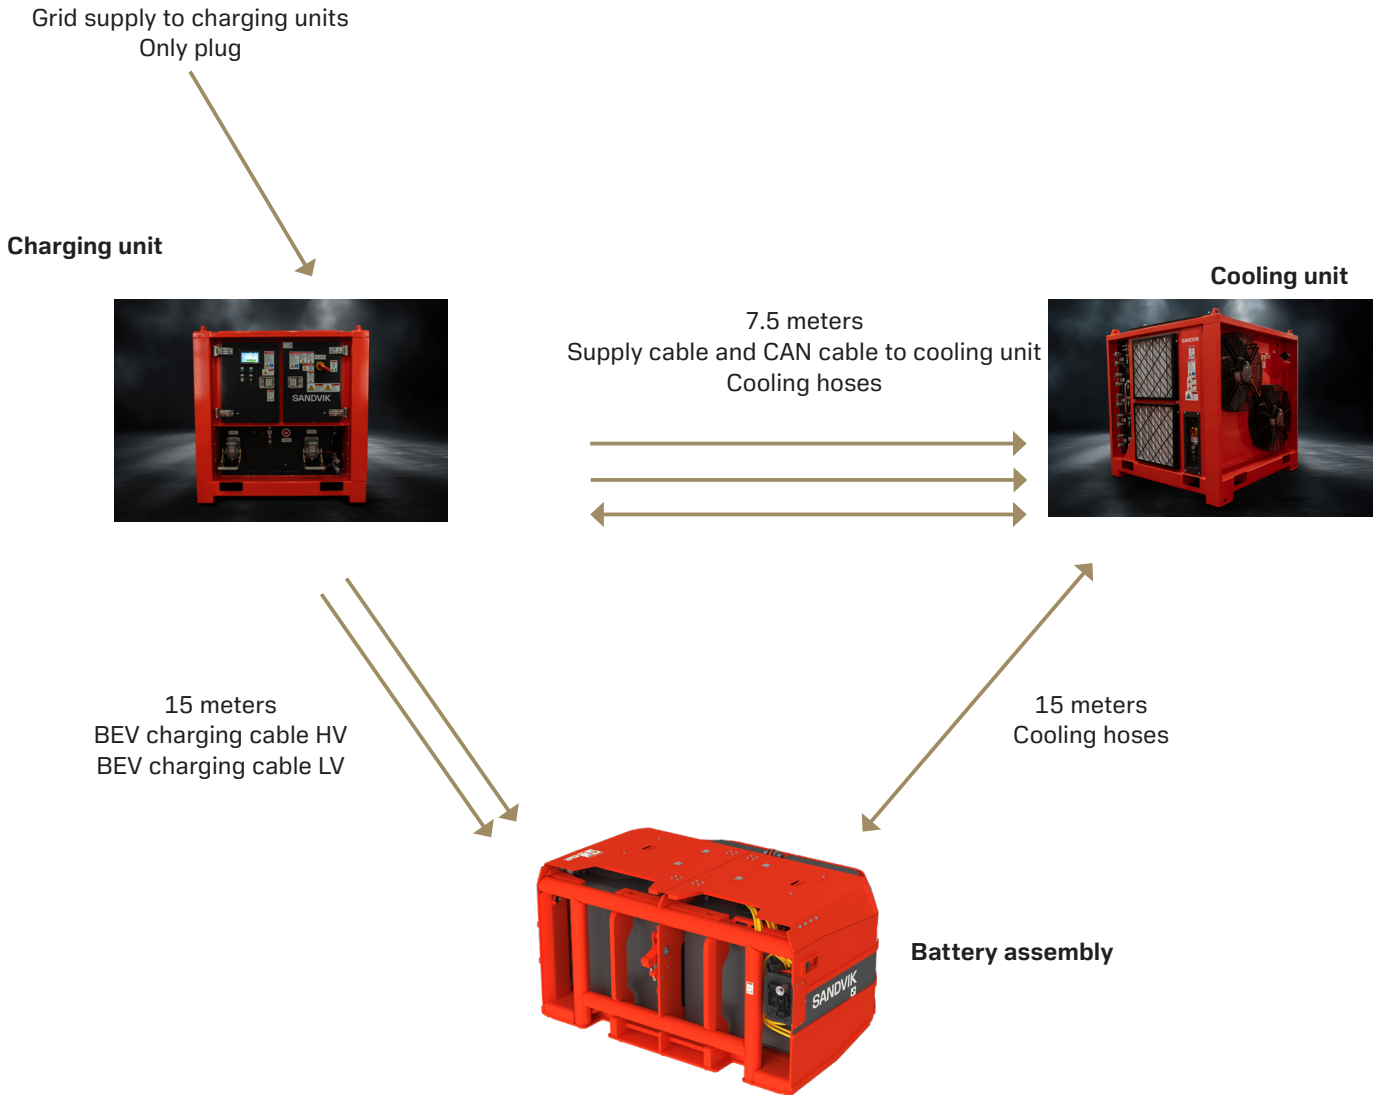 Grid supply to charging units
Only plug
Charging unit
Cooling unit
7.5 meters
Supply cable and CAN cable to cooling unit
Cooling hoses
SANDVIK
SANDVIK
15 meters
BEV charging cable HV
BEV charging cable LV
15 meters
Cooling hoses
Battery assembly
SANDVIK